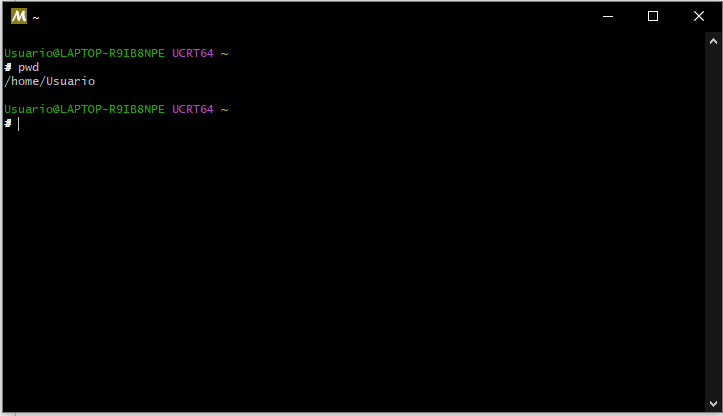 M ~
Usuario@LAPTOP-R9IB8NPE UCRT64 ~
# pwd
/home/Usuario
Usuario@LAPTOP-R9IB8NPE UCRT64 ~
#